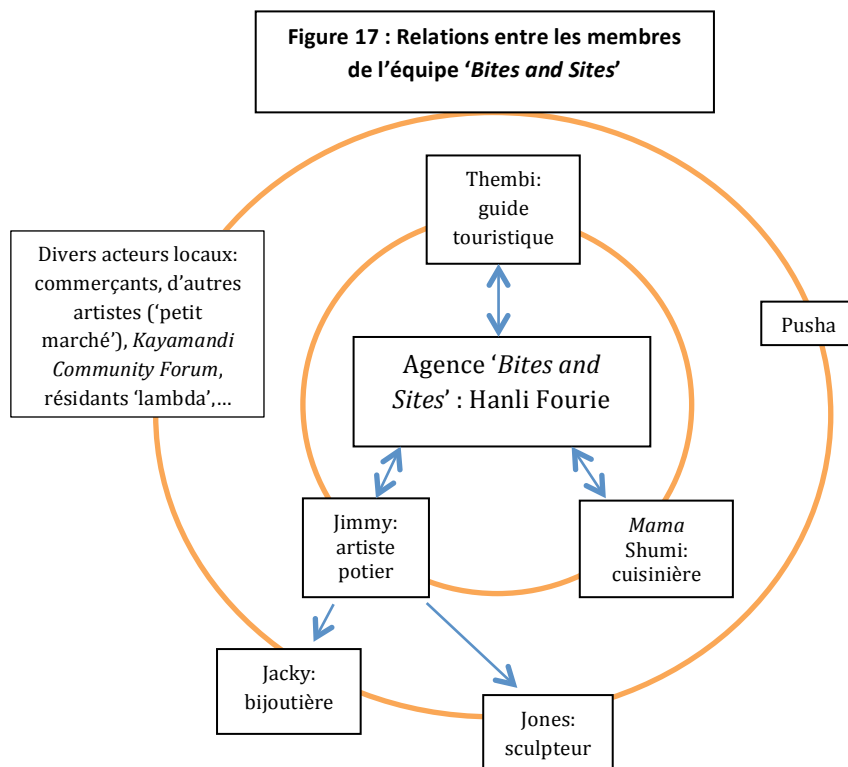 Figure 17 : Relations entre les membres
de l'équipe ‘Bites and Sites’
Thembi:
guide
touristique
Divers acteurs locaux:
commerçants, d'autres
artistes (‘petit
marché’), Kayamandi
Community Forum,
résidants ‘lambda’,…
Pusha
Agence ‘Bites and
Sites’ : Hanli Fourie
Jimmy:
artiste
potier
Mama
Shumi:
cuisinière
Jacky:
bijoutière
Jones:
sculpteur